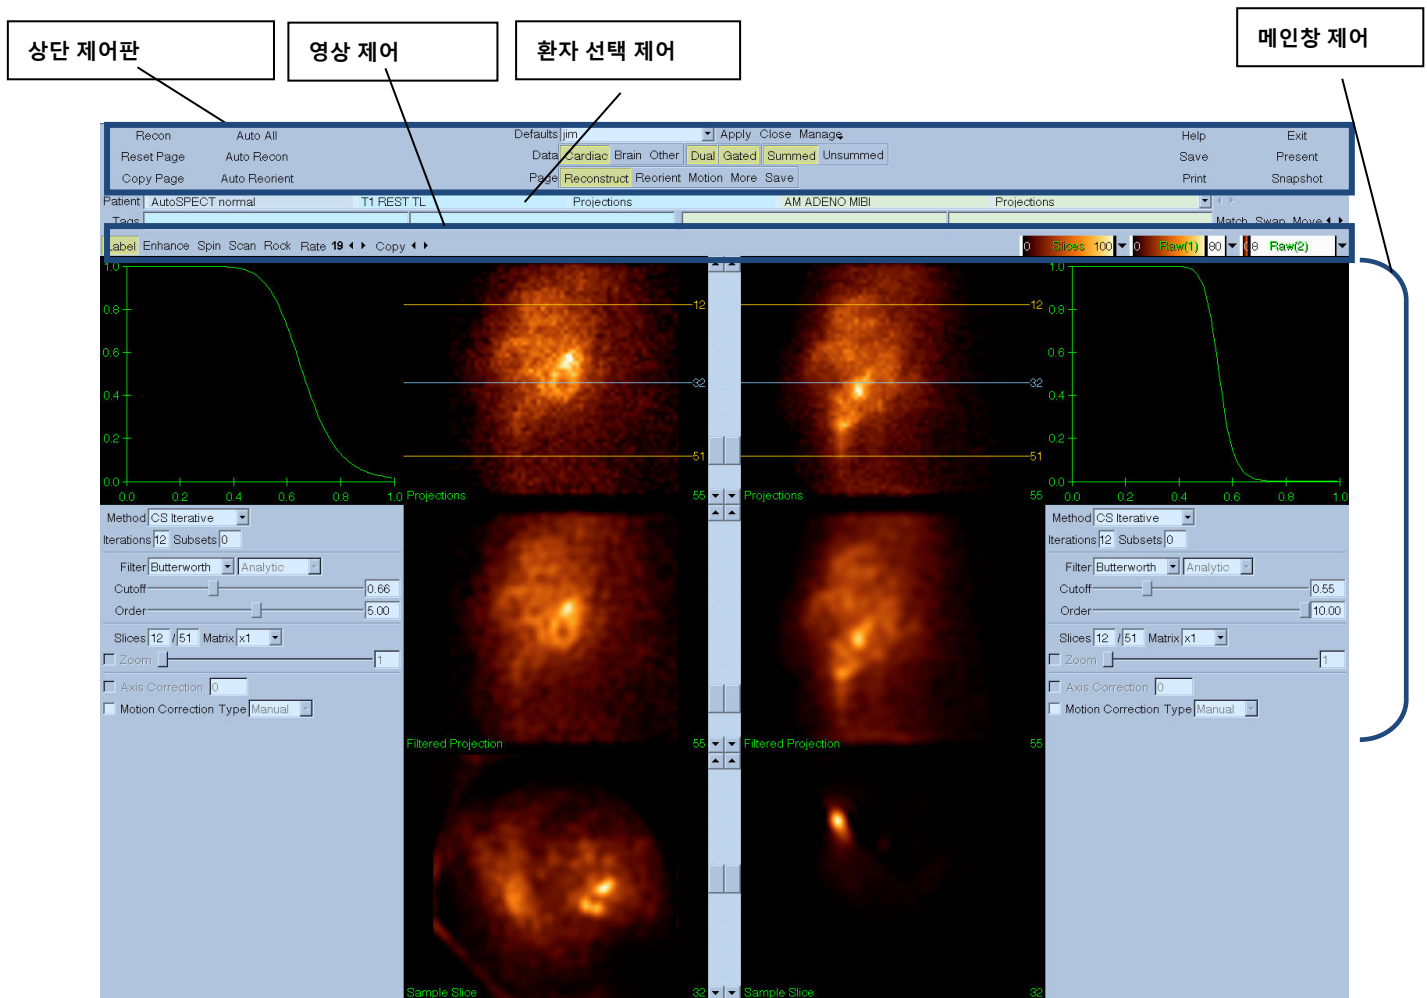 상단 제어판
영상 제어
환자 선택 제어
메인창 제어
Recon Auto All Defaults jim Apply Close Manage Help Exit
Reset Page Auto Recon Data Cardiac Brain Other Dual Gated Summed Unsummed Save Present
Copy Page Auto Reorient Page Reconstruct Reorient Motion More Save Print Snapshot
Patient AutoSPECT normal T1 REST TL Projections AM ADENO MIBI Projections
Tags Match Swap Move
Label Enhance Spin Scan Rock Rate 19 Copy 0 Slices 100 0 Raw(1) 80 8 Raw(2)
1.0
0.8
0.6
0.4
0.2
0.0
0.0 0.2 0.4 0.6 0.8 1.0
12
32
51
Projections 55
12
32
51
Projections 55
1.0
0.8
0.6
0.4
0.2
0.0
0.0 0.2 0.4 0.6 0.8 1.0
Method CS Iterative
Iterations 12 Subsets 0
Filter Butterworth Analytic
Cutoff 0.66
Order 5.00
Slices 12 / 51 Matrix x1
Zoom 1
Axis Correction 0
Motion Correction Type Manual
Filtered Projection 55
Filtered Projection 55
Method CS Iterative
Iterations 12 Subsets 0
Filter Butterworth Analytic
Cutoff 0.55
Order 10.00
Slices 12 / 51 Matrix x1
Zoom 1
Axis Correction 0
Motion Correction Type Manual
Sample Slice 32
Sample Slice 32